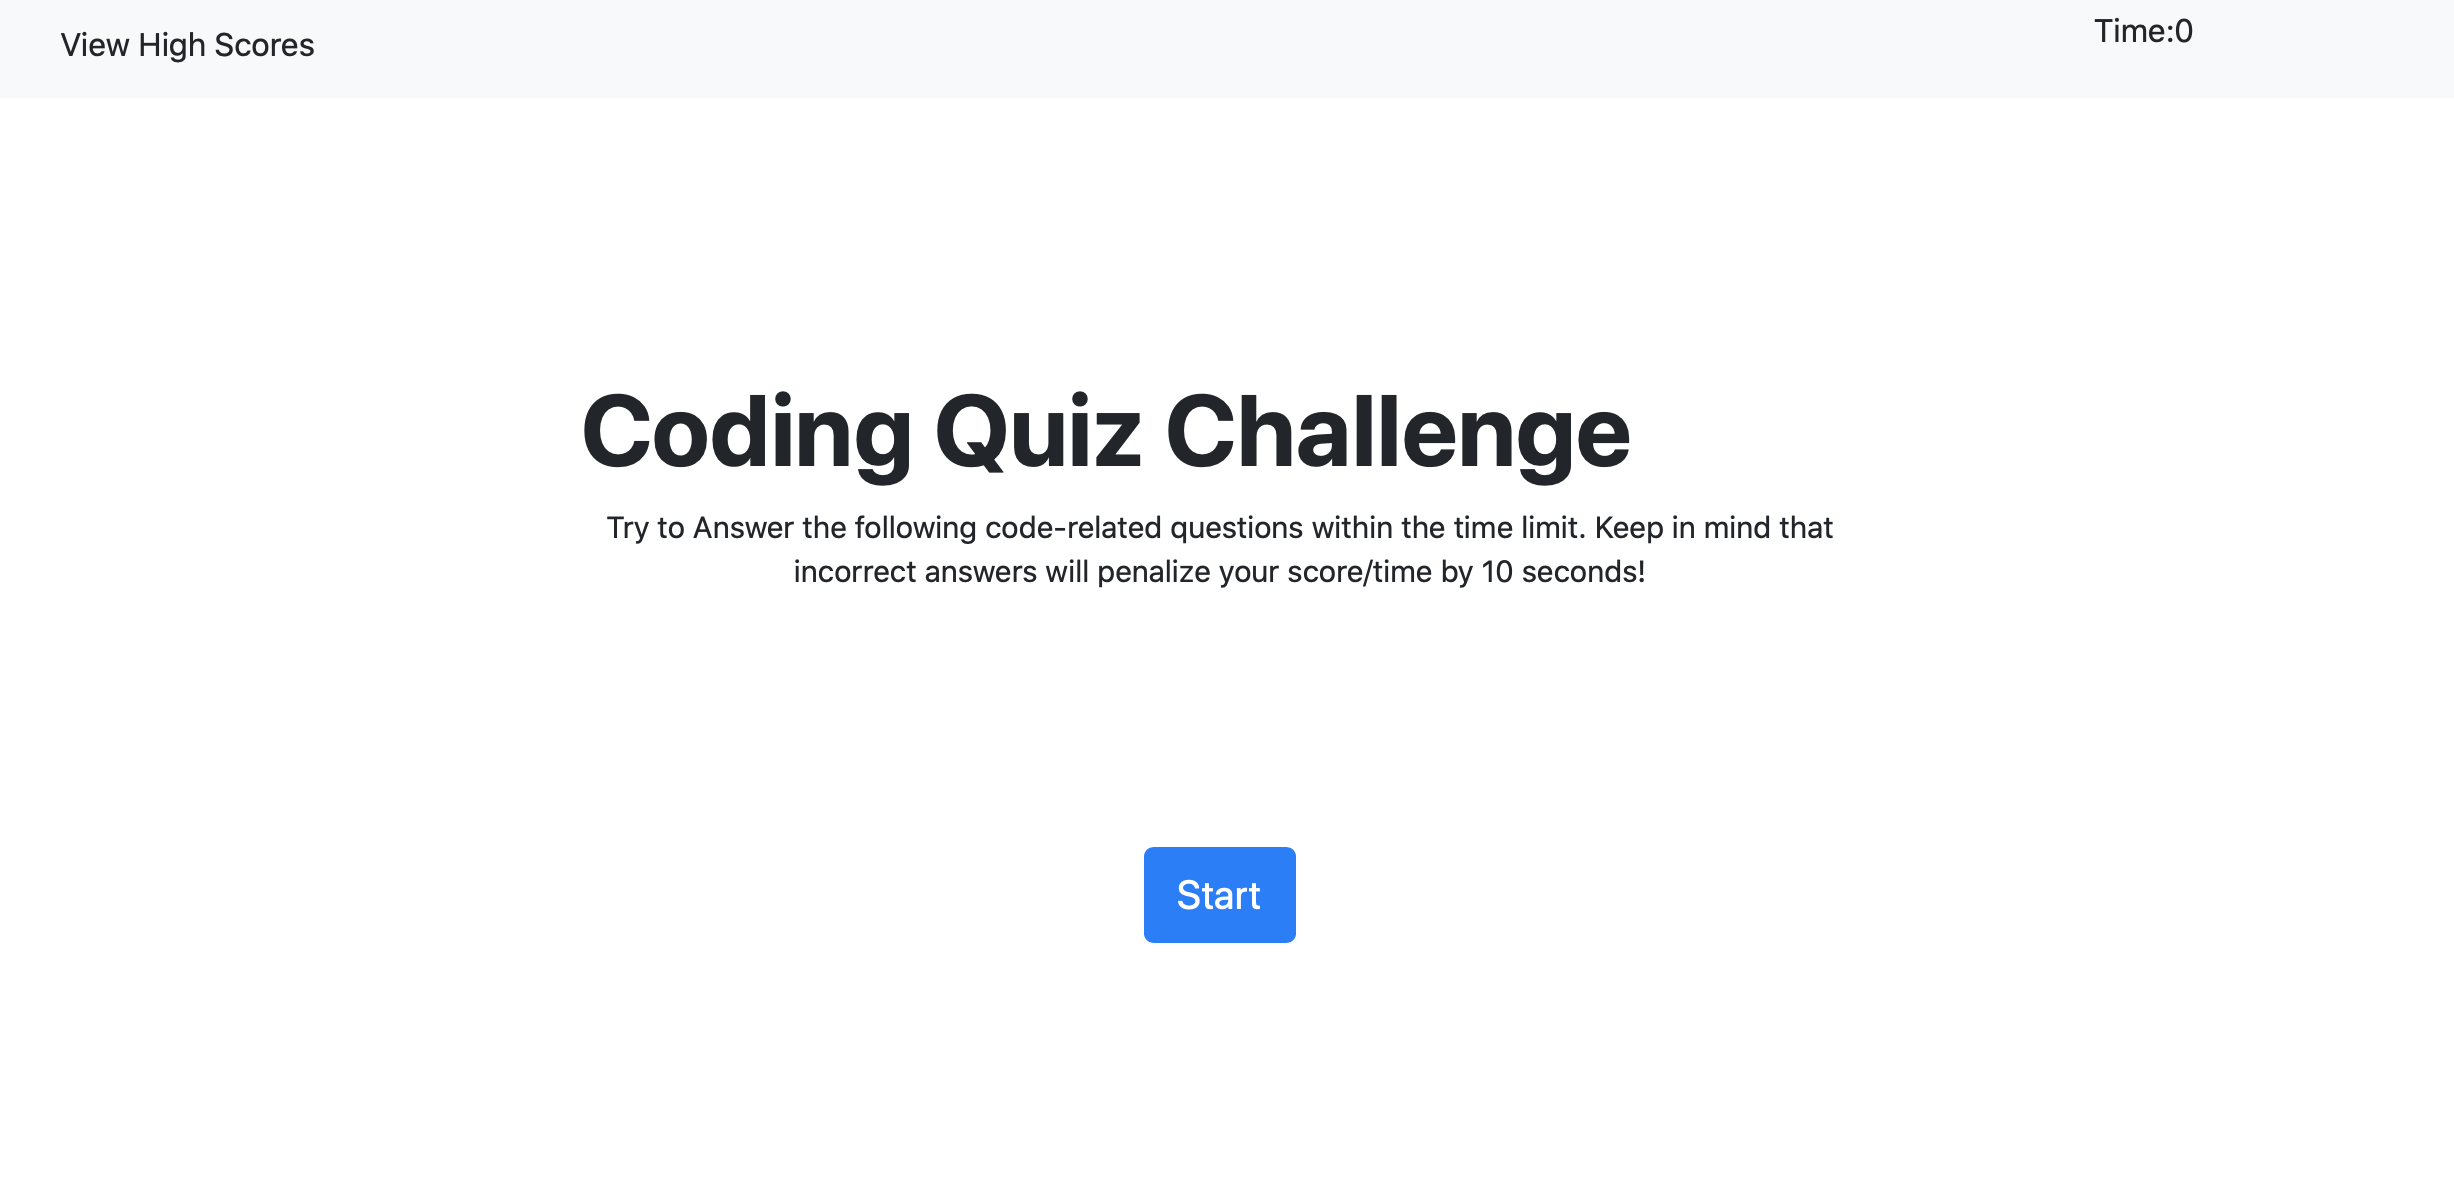 View High Scores
Time:0
Coding Quiz Challenge
Try to Answer the following code-related questions within the time limit. Keep in mind that
incorrect answers will penalize your score/time by 10 seconds!
Start